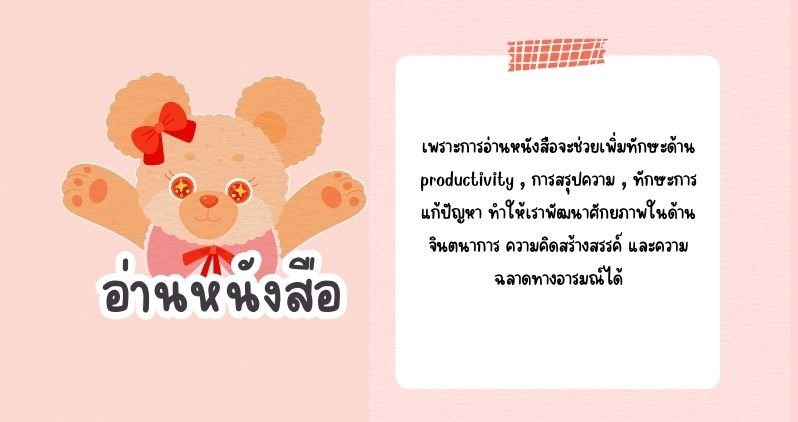 อ่านหนังสือ
เพราะการอ่านหนังสือจะช่วยเพิ่มทักษะด้าน
productivity , การสรุปความ , ทักษะการ
แก้ปัญหา ทำให้เราพัฒนาศักยภาพในด้าน
จินตนาการ ความคิดสร้างสรรค์ และความ
ฉลาดทางอารมณ์ได้